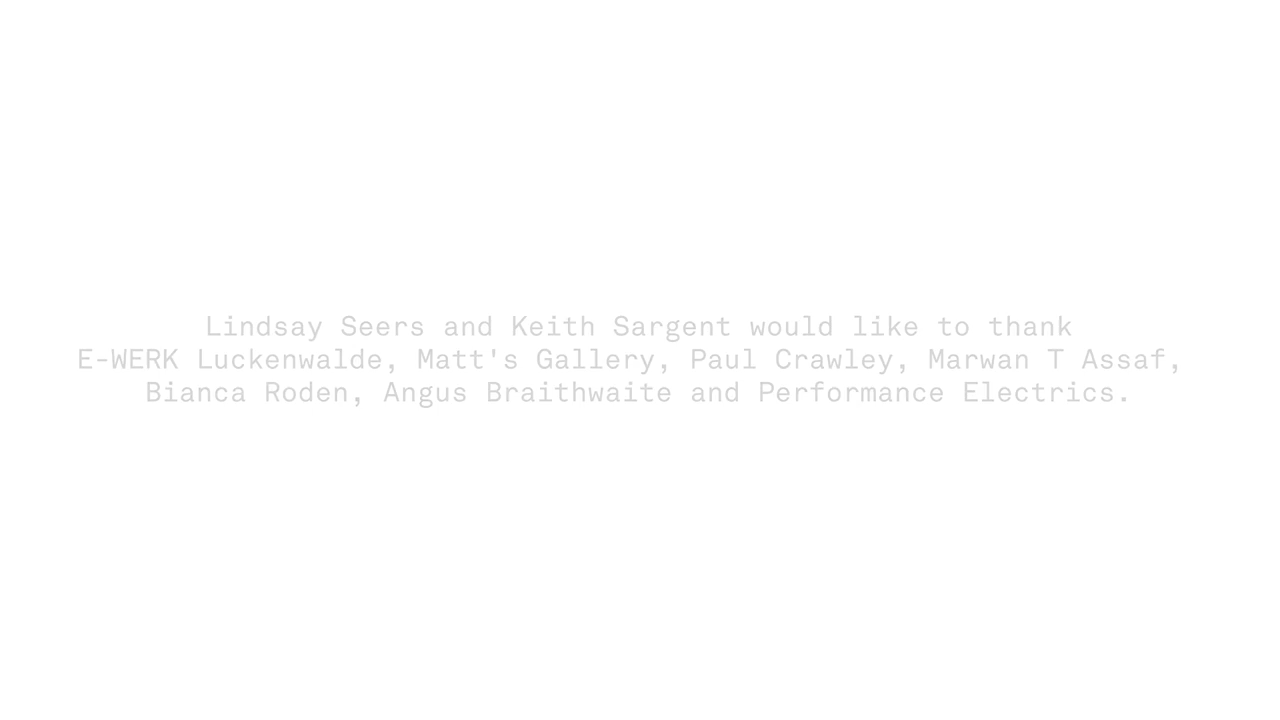 Lindsay Seers and Keith Sargent would like to thank
E-WERK Luckenwalde, Matt's Gallery, Paul Crawley, Marwan T Assaf,
Bianca Roden, Angus Braithwaite and Performance Electrics.